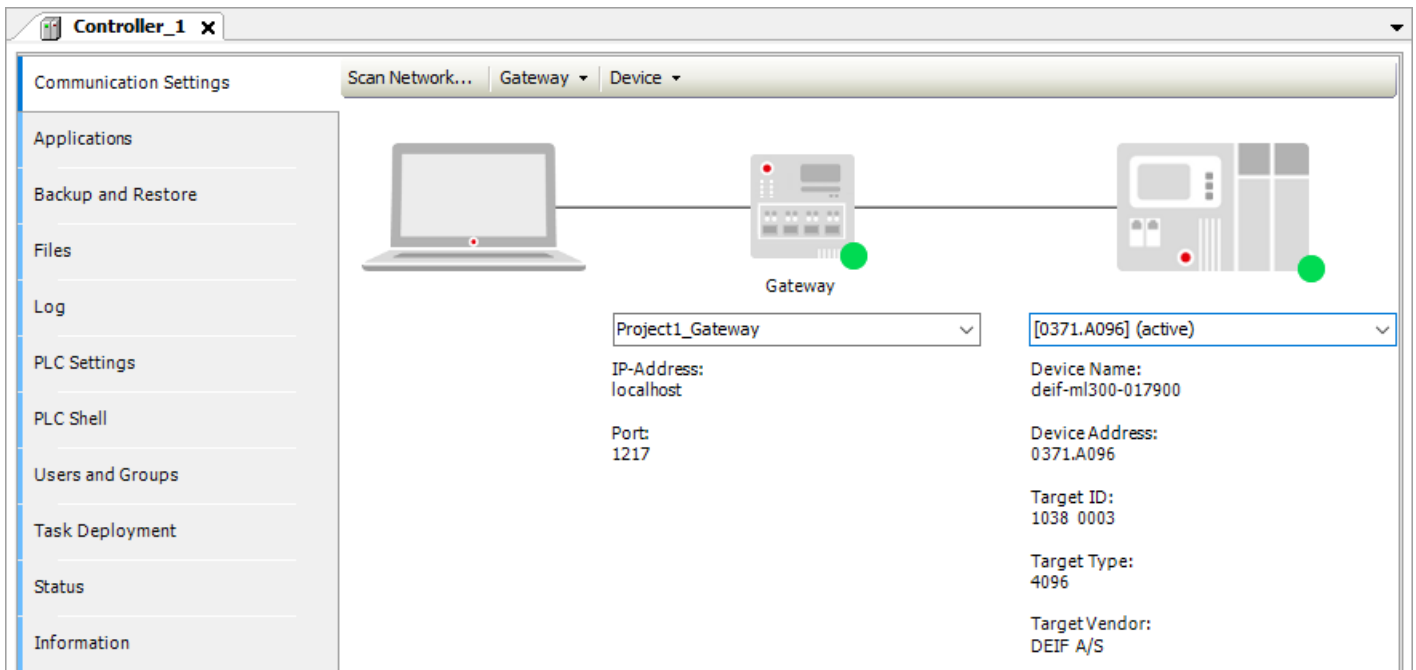 Controller_1
Communication Settings
Applications
Backup and Restore
Files
Log
PLC Settings
PLC Shell
Users and Groups
Task Deployment
Status
Information
Scan Network... Gateway Device
Gateway
Project1_Gateway
IP-Address:
localhost
Port:
1217
[0371.A096] (active)
Device Name:
deif-ml300-017900
Device Address:
0371.A096
Target ID:
1038 0003
Target Type:
4096
Target Vendor:
DEIF A/S